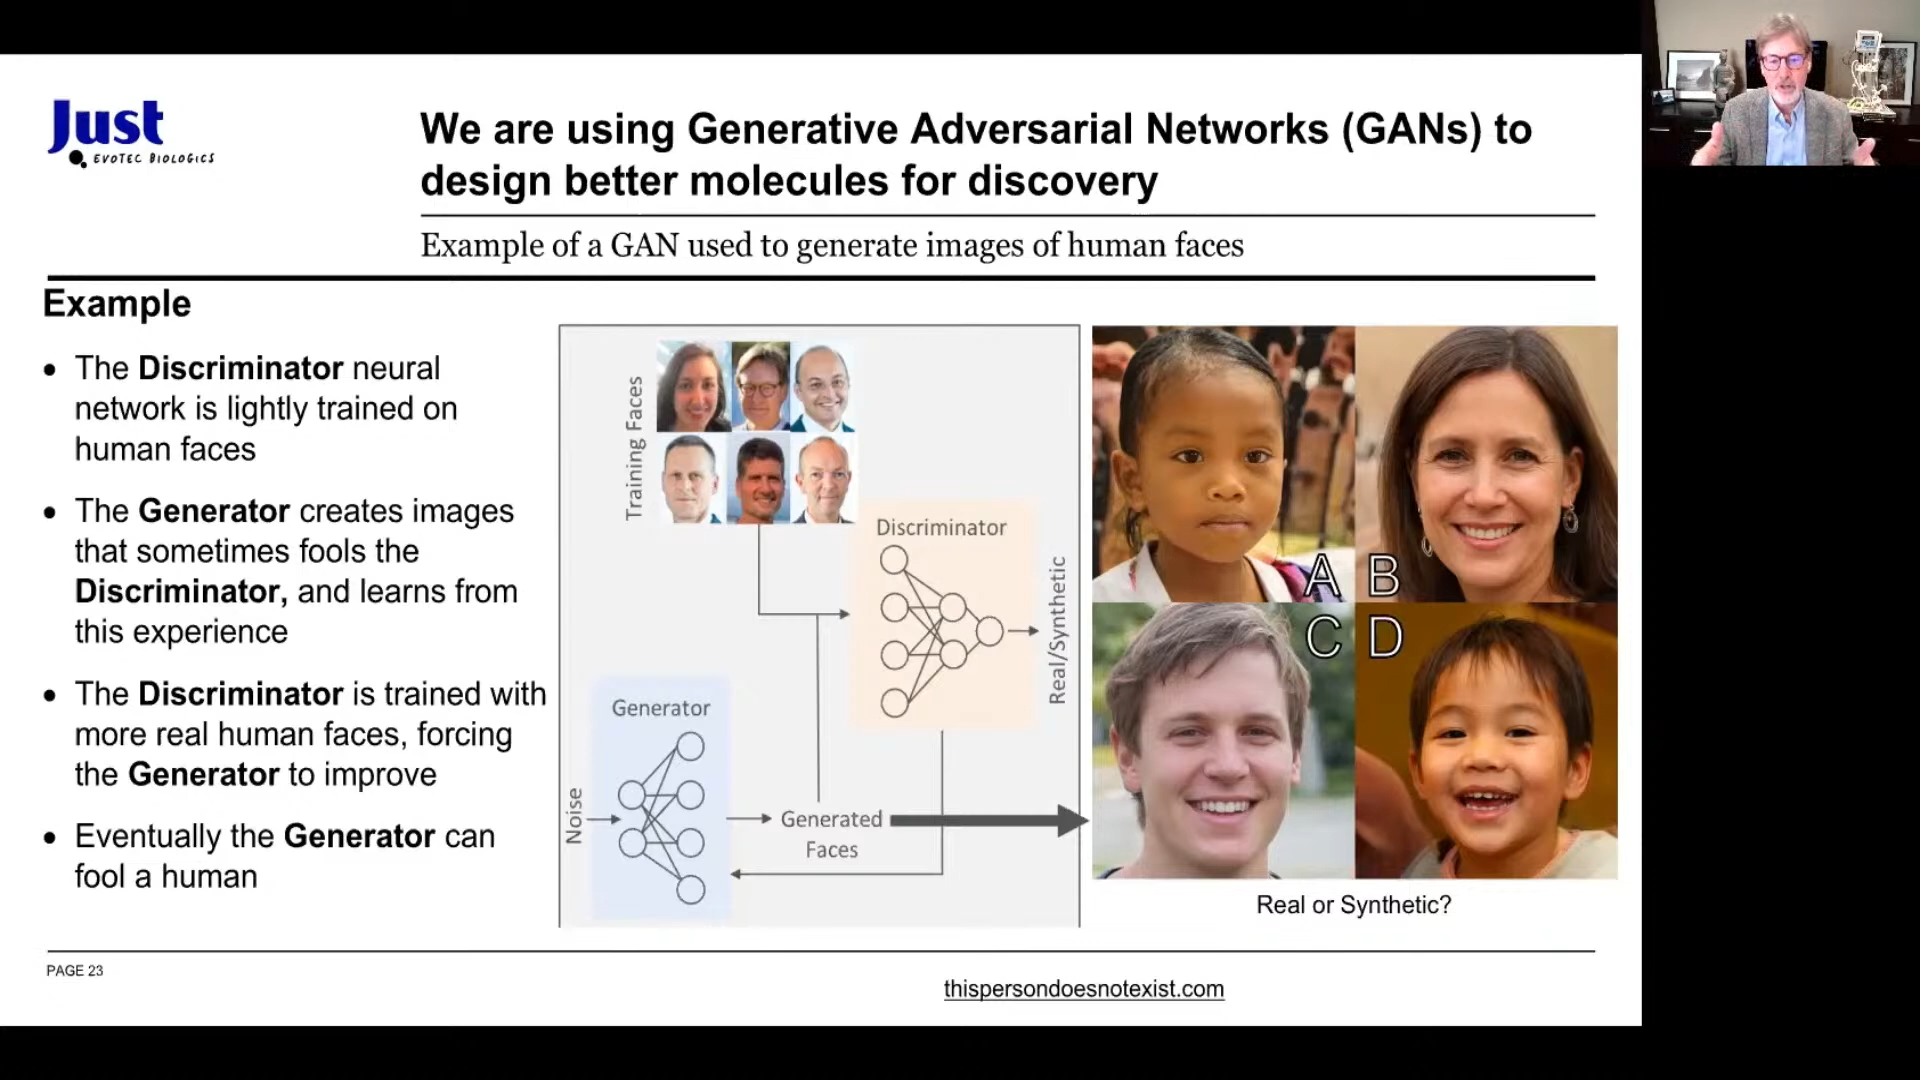 Just
EVOTEC BIOLOGICS
We are using Generative Adversarial Networks (GANs) to
design better molecules for discovery
Example of a GAN used to generate images of human faces
Example
• The Discriminator neural
network is lightly trained on
human faces
• The Generator creates images
that sometimes fools the
Discriminator, and learns from
this experience
• The Discriminator is trained with
more real human faces, forcing
the Generator to improve
• Eventually the Generator can
fool a human
Training Faces
Discriminator
Real/Synthetic
Generator
Noise
Generated
Faces
A B
C D
Real or Synthetic?
PAGE 23
thispersondoesnotexist.com